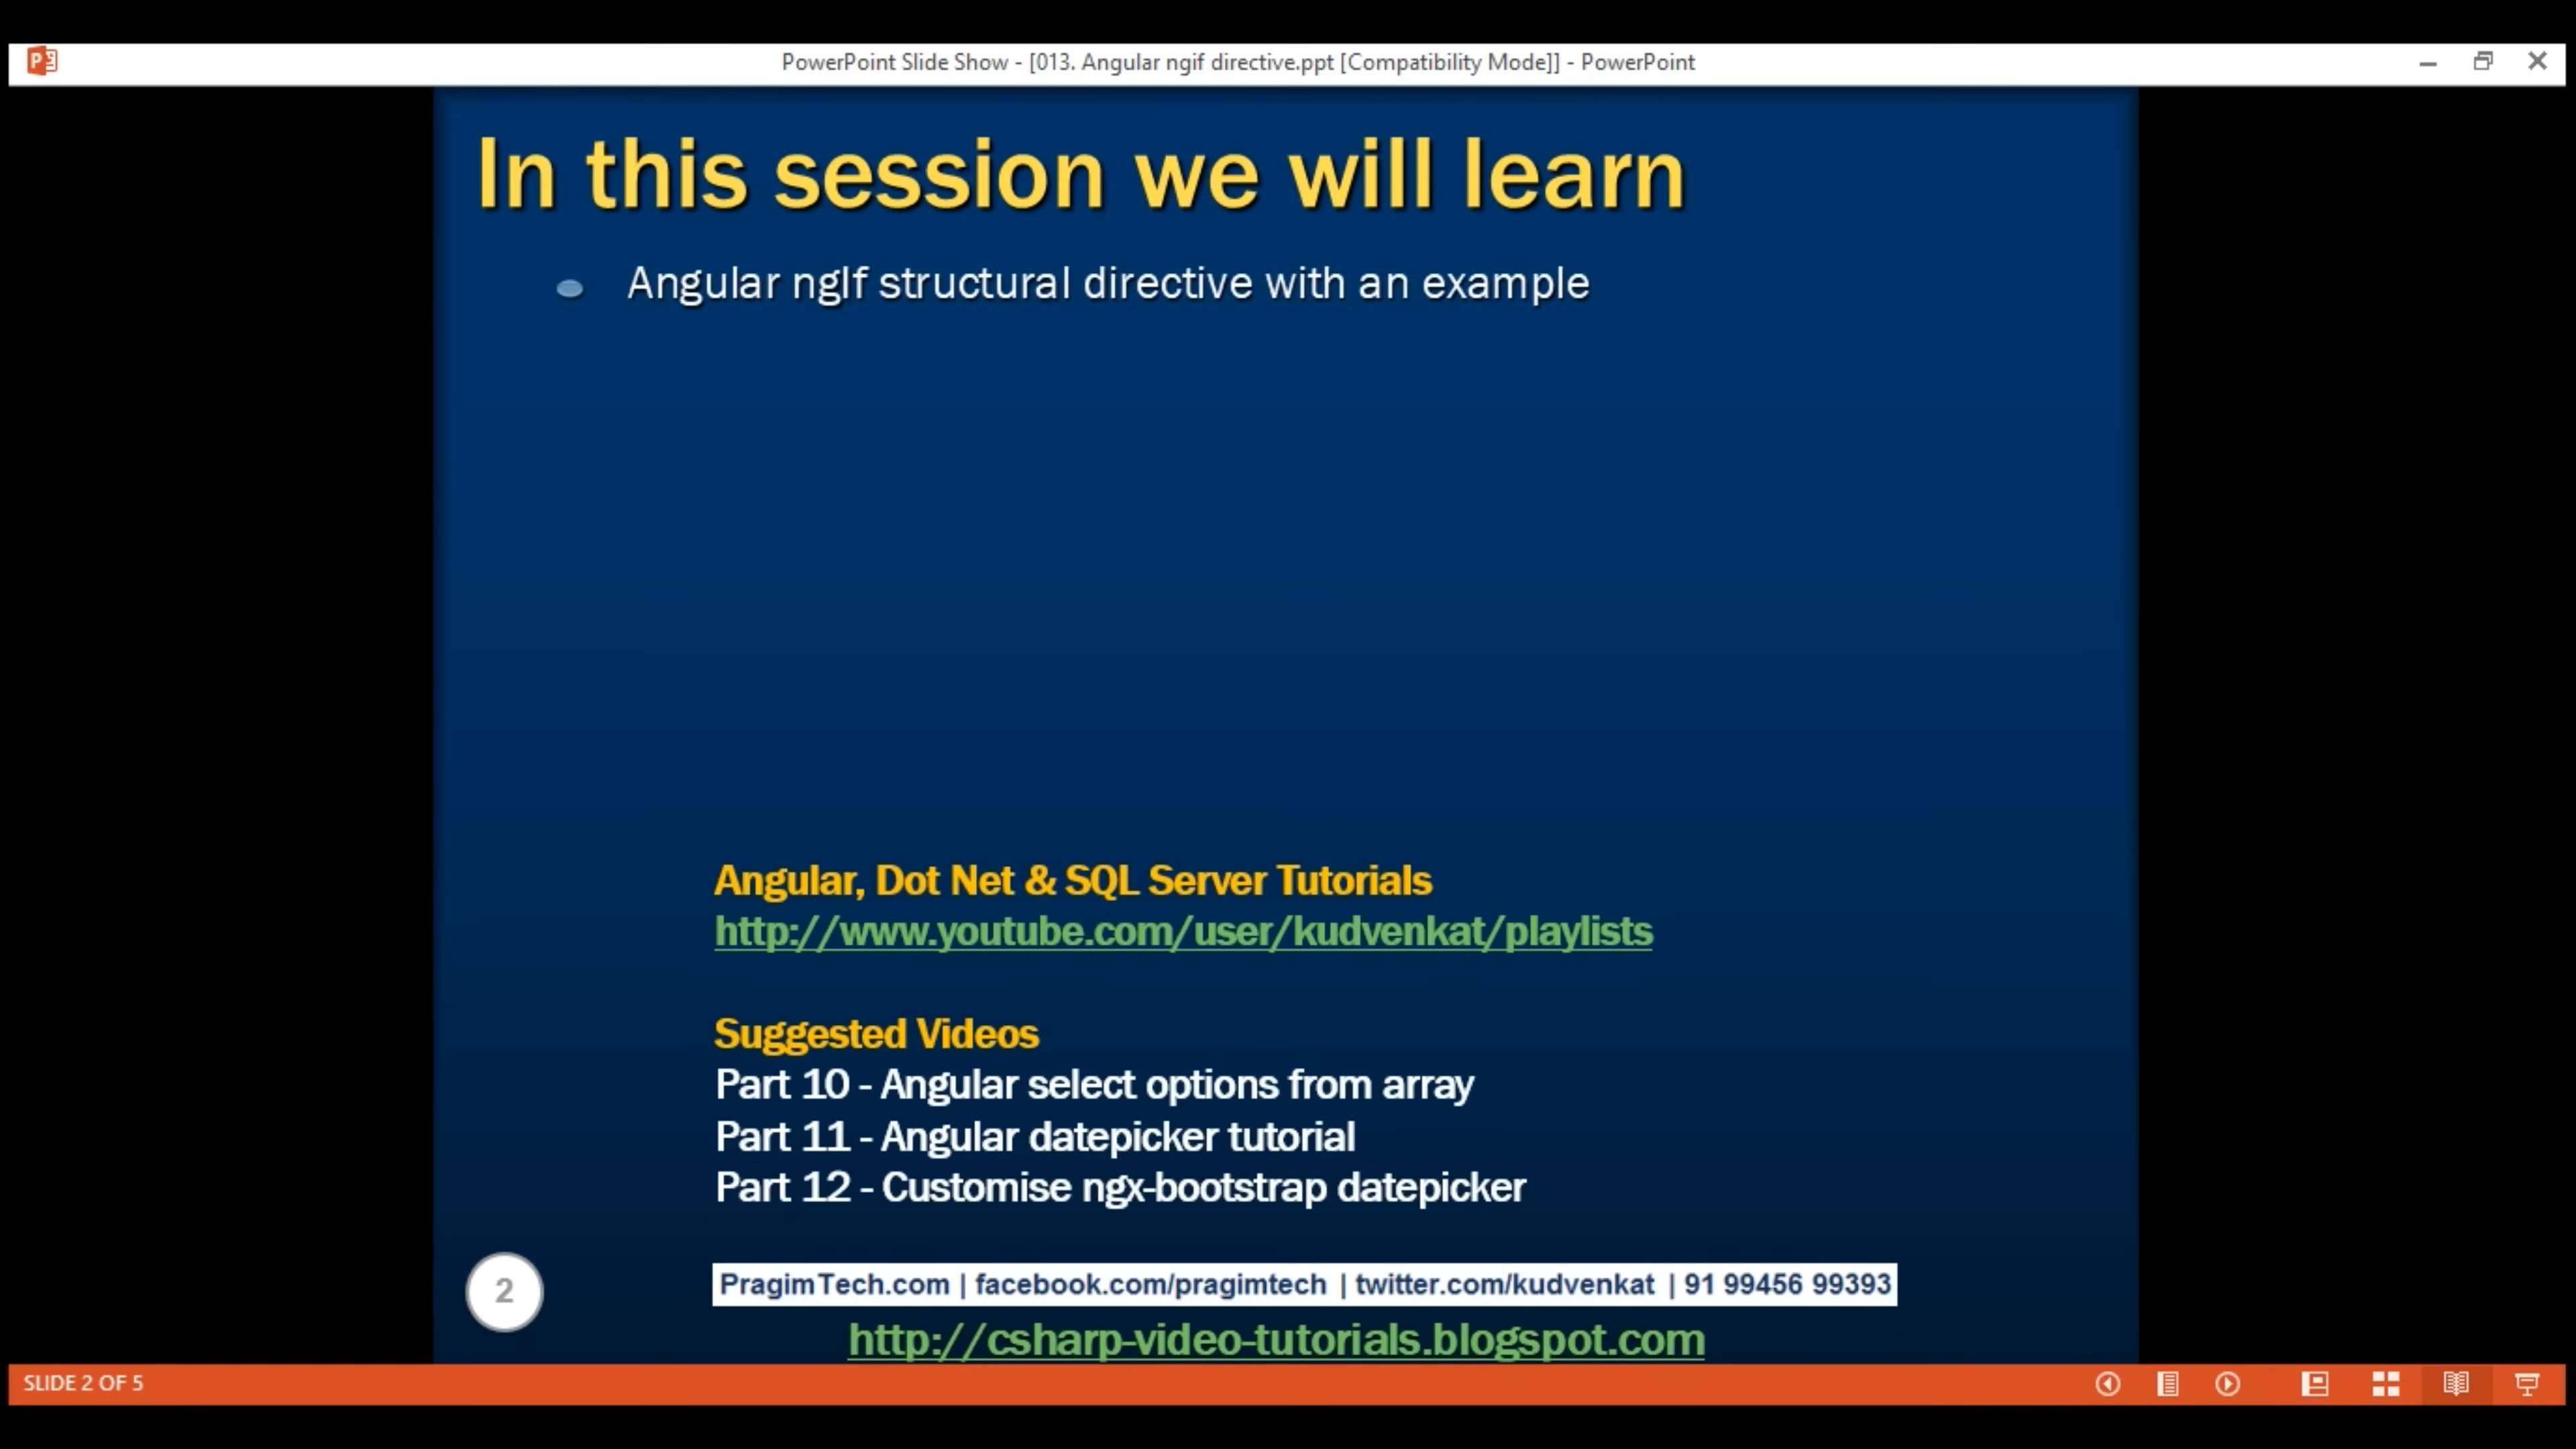 PowerPoint Slide Show - [013. Angular ngif directive.ppt [Compatibility Mode]] - PowerPoint
In this session we will learn
Angular ngIf structural directive with an example
Angular, Dot Net & SQL Server Tutorials
http://www.youtube.com/user/kudvenkat/playlists
Suggested Videos
Part 10 - Angular select options from array
Part 11 - Angular datepicker tutorial
Part 12 - Customise ngx-bootstrap datepicker
2
PragimTech.com | facebook.com/pragimtech | twitter.com/kudvenkat | 91 99456 99393
http://csharp-video-tutorials.blogspot.com
SLIDE 2 OF 5